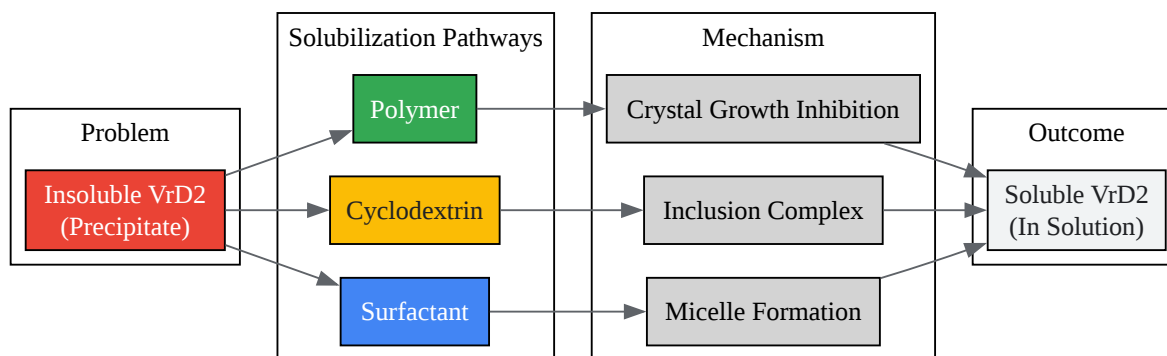 Problem
Insoluble VrD2
(Precipitate)
Solubilization Pathways
Polymer
Cyclodextrin
Surfactant
Mechanism
Crystal Growth Inhibition
Inclusion Complex
Micelle Formation
Outcome
Soluble VrD2
(In Solution)